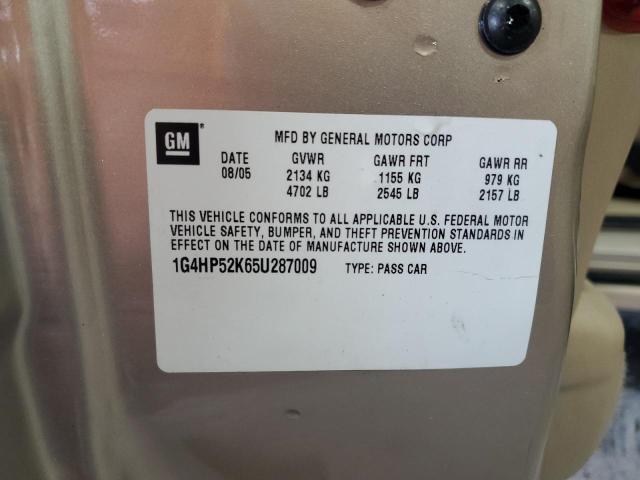 GM®
MFD BY GENERAL MOTORS CORP
DATE GVWR GAWR FRT GAWR RR
08/05 2134 KG 1155 KG 979 KG
4702 LB 2545 LB 2157 LB
THIS VEHICLE CONFORMS TO ALL APPLICABLE U.S. FEDERAL MOTOR
VEHICLE SAFETY, BUMPER, AND THEFT PREVENTION STANDARDS IN
EFFECT ON THE DATE OF MANUFACTURE SHOWN ABOVE.
1G4HP52K65U287009 TYPE: PASS CAR